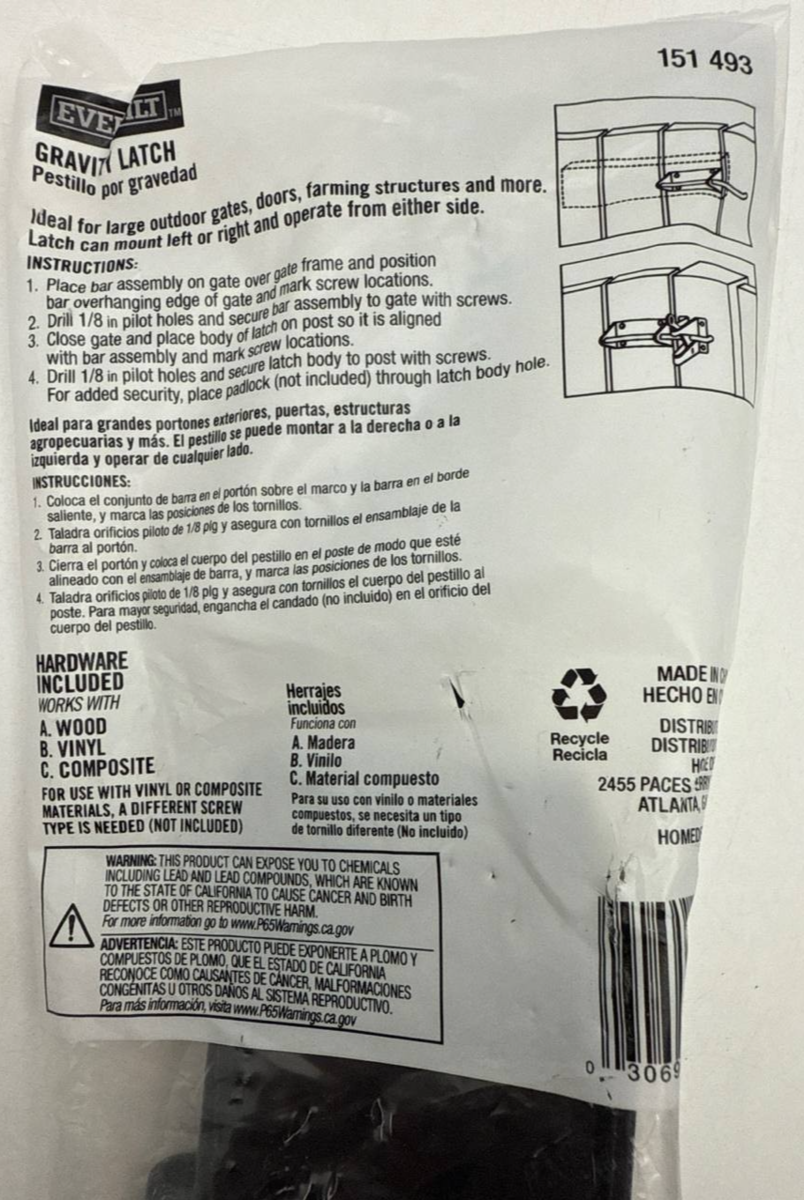 151 493
EVERBILT TM
GRAVITY LATCH
Pestillo por gravedad
Ideal for large outdoor gates, doors, farming structures and more.
Latch can mount left or right and operate from either side.
INSTRUCTIONS:
1. Place bar assembly on gate over gate frame and position
bar overhanging edge of gate and mark screw locations.
2. Drill 1/8 in pilot holes and secure bar assembly to gate with screws.
3. Close gate and place body of latch on post so it is aligned
with bar assembly and mark screw locations.
4. Drill 1/8 in pilot holes and secure latch body to post with screws.
For added security, place padlock (not included) through latch body hole.
Ideal para grandes portones exteriores, puertas, estructuras
agropecuarias y más. El pestillo se puede montar a la derecha o a la
izquierda y operar de cualquier lado.
INSTRUCCIONES:
1. Coloca el conjunto de barra en el portón sobre el marco y la barra en el borde
saliente, y marca las posiciones de los tornillos.
2. Taladra orificios piloto de 1/8 plg y asegura con tornillos el ensamblaje de la
barra al portón.
3. Cierra el portón y coloca el cuerpo del pestillo en el poste de modo que esté
alineado con el ensamblaje de barra, y marca las posiciones de los tornillos.
4. Taladra orificios piloto de 1/8 plg y asegura con tornillos el cuerpo del pestillo al
poste. Para mayor seguridad, engancha el candado (no incluido) en el orificio del
cuerpo del pestillo.
HARDWARE
INCLUDED
WORKS WITH
A. WOOD
B. VINYL
C. COMPOSITE
FOR USE WITH VINYL OR COMPOSITE
MATERIALS, A DIFFERENT SCREW
TYPE IS NEEDED (NOT INCLUDED)
Herrajes
incluidos
Funciona con
A. Madera
B. Vinilo
C. Material compuesto
Para su uso con vinilo o materiales
compuestos, se necesita un tipo
de tornillo diferente (No incluido)
Recycle
Recicla
MADE IN
HECHO EN
DISTRIB
DISTRIB
2455 PACES
ATLANTA,
HOMED
WARNING: THIS PRODUCT CAN EXPOSE YOU TO CHEMICALS
INCLUDING LEAD AND LEAD COMPOUNDS, WHICH ARE KNOWN
TO THE STATE OF CALIFORNIA TO CAUSE CANCER AND BIRTH
DEFECTS OR OTHER REPRODUCTIVE HARM.
For more information go to www.P65Warnings.ca.gov
ADVERTENCIA: ESTE PRODUCTO PUEDE EXPONERTE A PLOMO Y
COMPUESTOS DE PLOMO, QUE EL ESTADO DE CALIFORNIA
RECONOCE COMO CAUSANTES DE CÁNCER, MALFORMACIONES
CONGÉNITAS U OTROS DAÑOS AL SISTEMA REPRODUCTIVO.
Para más información, visita www.P65Warnings.ca.gov
0 3069